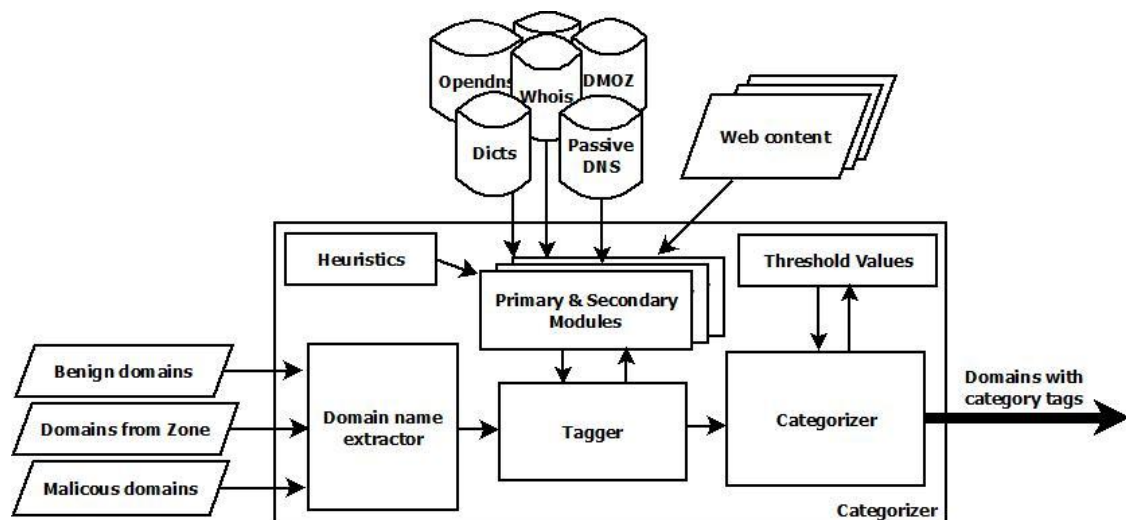 Opendns
DMOZ
Whois
Dicts
Passive
DNS
Web content
Heuristics
Threshold Values
Primary & Secondary
Modules
Benign domains
Domains from Zone
Malicous domains
Domain name
extractor
Tagger
Categorizer
Domains with
category tags
Categorizer